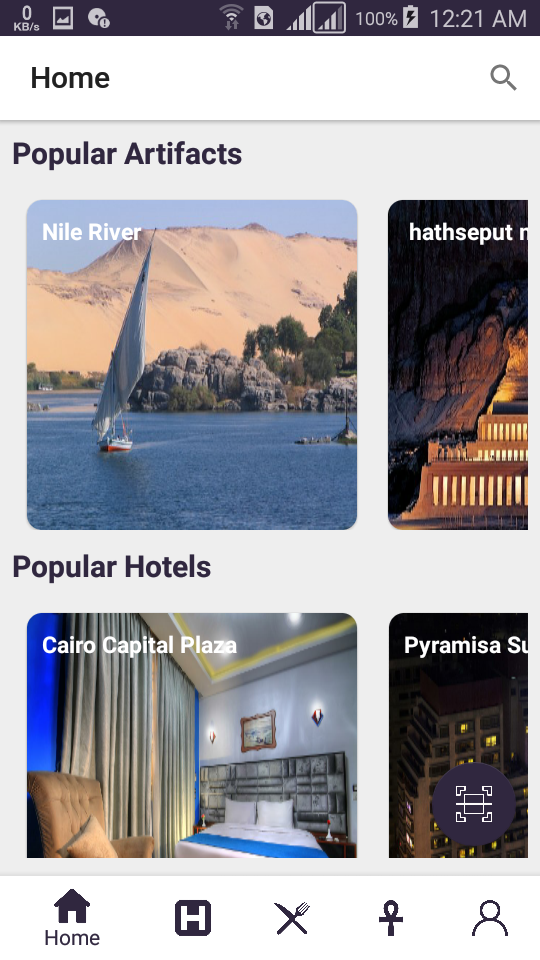 0
KB/s
100%
12:21 AM
Home
Popular Artifacts
Nile River
hathseput
Popular Hotels
Cairo Capital Plaza
Pyramisa
Home